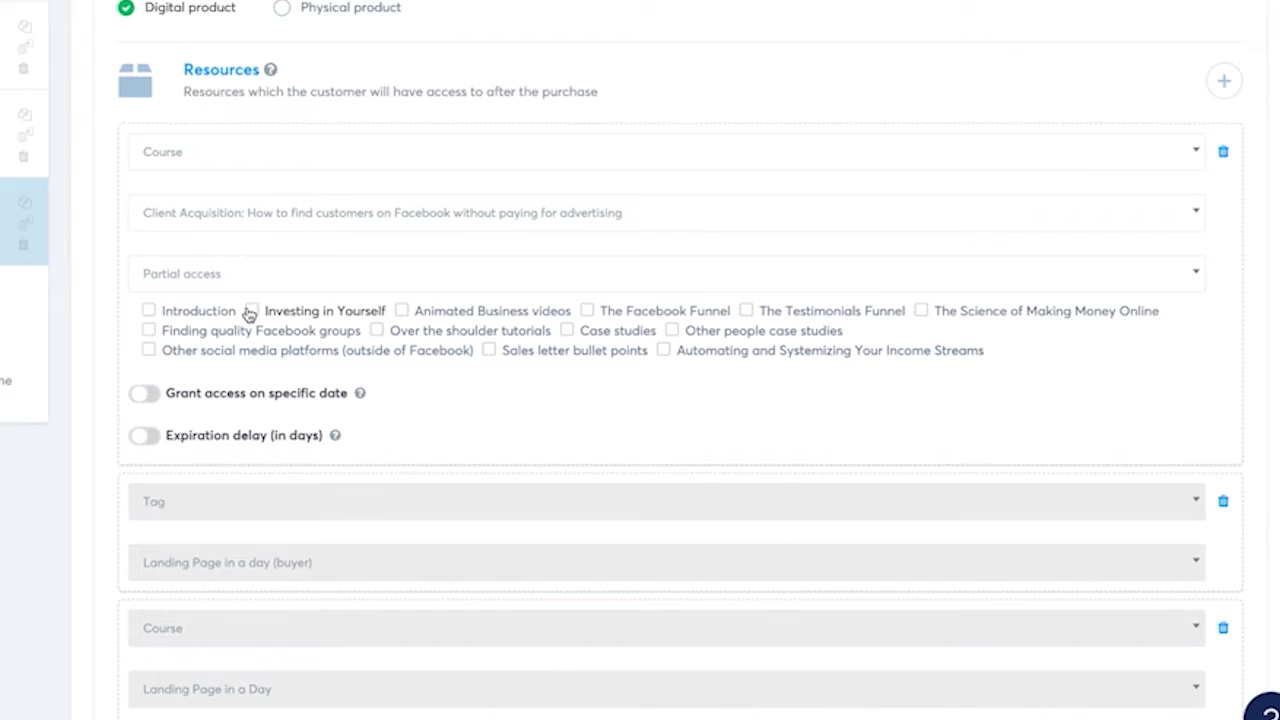 Digital product Physical product
Resources
Resources which the customer will have access to after the purchase
Course
Client Acquisition: How to find customers on Facebook without paying for advertising
Partial access
Introduction Investing in Yourself Animated Business videos The Facebook Funnel The Testimonials Funnel The Science of Making Money Online
Finding quality Facebook groups Over the shoulder tutorials Case studies Other people case studies
Other social media platforms (outside of Facebook) Sales letter bullet points Automating and Systemizing Your Income Streams
ne
Grant access on specific date
Expiration delay (in days)
Tag
Landing Page in a day (buyer)
Course
Landing Page in a Day